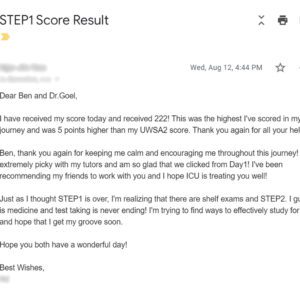 STEP1 Score Result
Wed, Aug 12, 4:44 PM
Dear Ben and Dr.Goel,
I have received my score today and received 222! This was the highest I've scored in my
journey and was 5 points higher than my UWSA2 score. Thank you again for all your hel
Ben, thank you again for keeping me calm and encouraging me throughout this journey!
extremely picky with my tutors and am so glad that we clicked from Day1! I've been
recommending my friends to work with you and I hope ICU is treating you well!
Just as I thought STEP1 is over, I'm realizing that there are shelf exams and STEP2. I gu
is medicine and test taking is never ending! I'm trying to find ways to effectively study for
and hope that I get my groove soon.
Hope you both have a wonderful day!
Best Wishes,